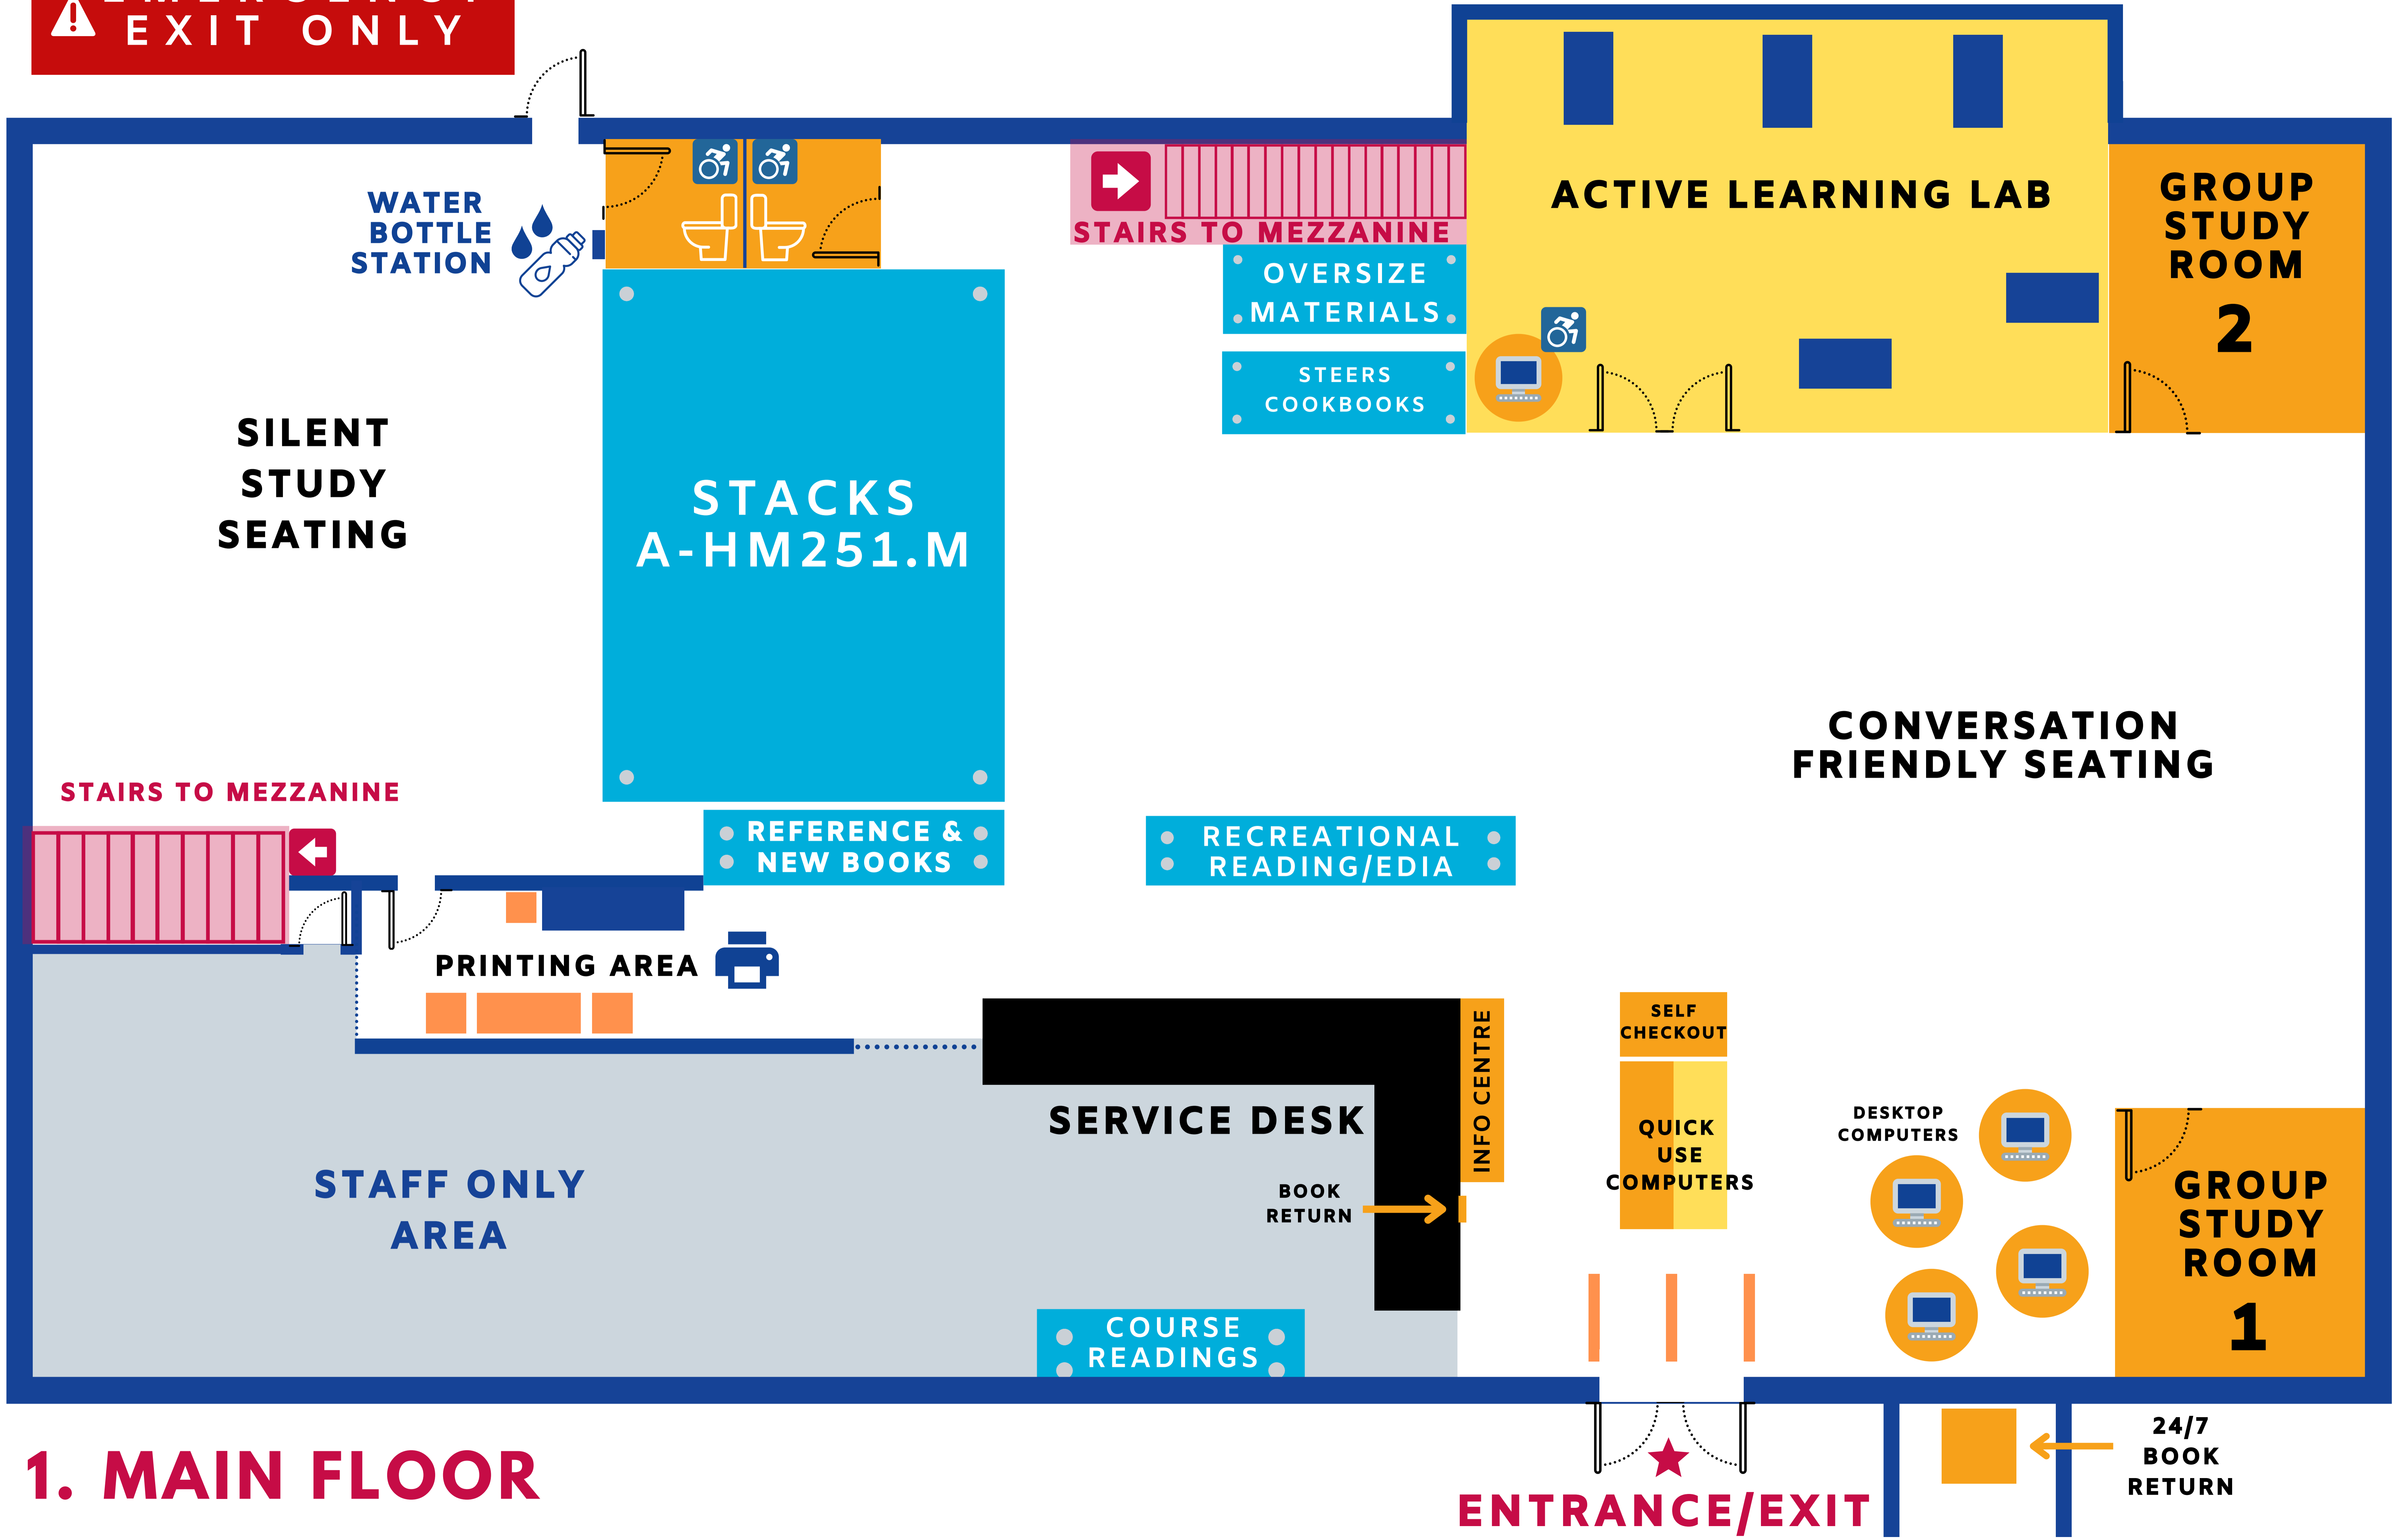 EXIT ONLY
WATER
BOTTLE
STATION
STAIRS TO MEZZANINE
OVERSIZE
MATERIALS
STEERS
COOKBOOKS
ACTIVE LEARNING LAB
GROUP
STUDY
ROOM
2
SILENT
STUDY
SEATING
STACKS
A-HM251.M
CONVERSATION
FRIENDLY SEATING
STAIRS TO MEZZANINE
REFERENCE &
NEW BOOKS
RECREATIONAL
READING/EDIA
PRINTING AREA
SERVICE DESK
INFO CENTRE
SELF
CHECKOUT
QUICK
USE
COMPUTERS
DESKTOP
COMPUTERS
BOOK
RETURN
STAFF ONLY
AREA
COURSE
READINGS
GROUP
STUDY
ROOM
1
1. MAIN FLOOR
ENTRANCE/EXIT
24/7
BOOK
RETURN